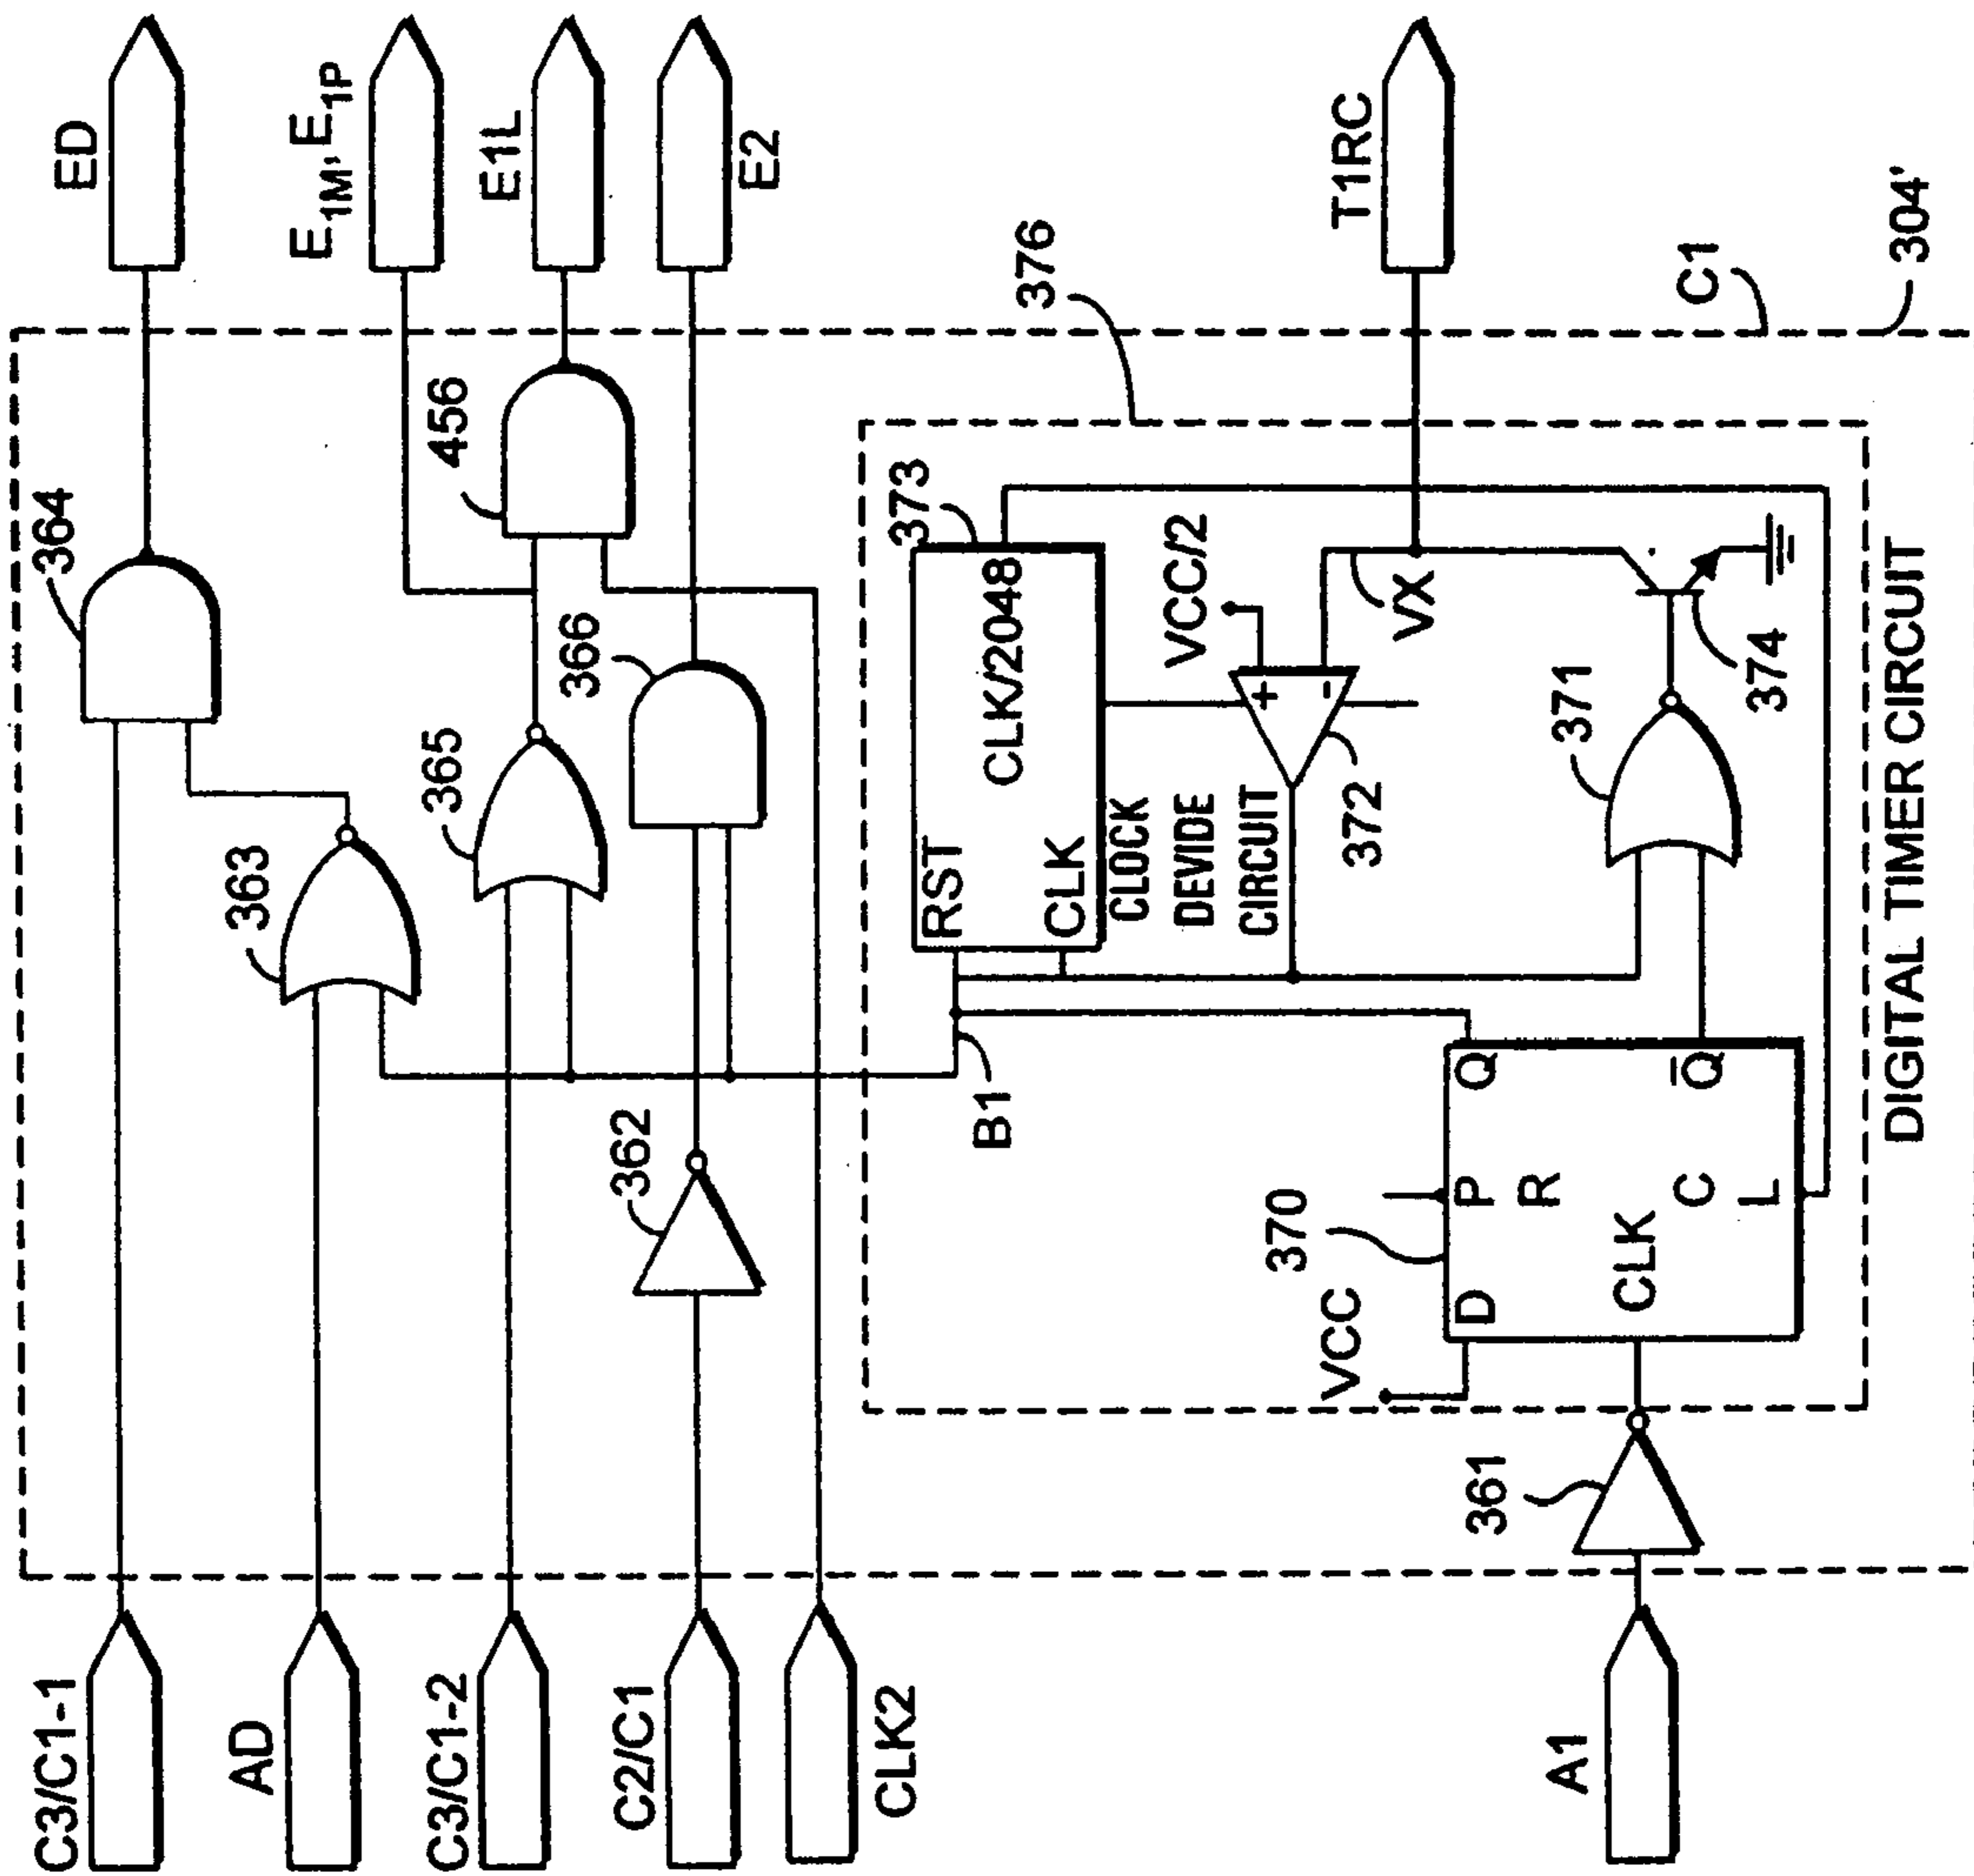 C3/C1-1
AD
C3/C1-2
C2/C1
CLK2
A1
ED
E1M, E1P
E1L
E2
T1RC
364
363
365
456
366
362
376
C1
304'
B1
373
RST
CLK/2048
CLK
CLOCK
DEVIDE
CIRCUIT
VCC/2
+
-
372
VX
371
374
370
VCC
D
P
R
Q
CLK
C
L
Q̅
361
DIGITAL TIMER CIRCUIT